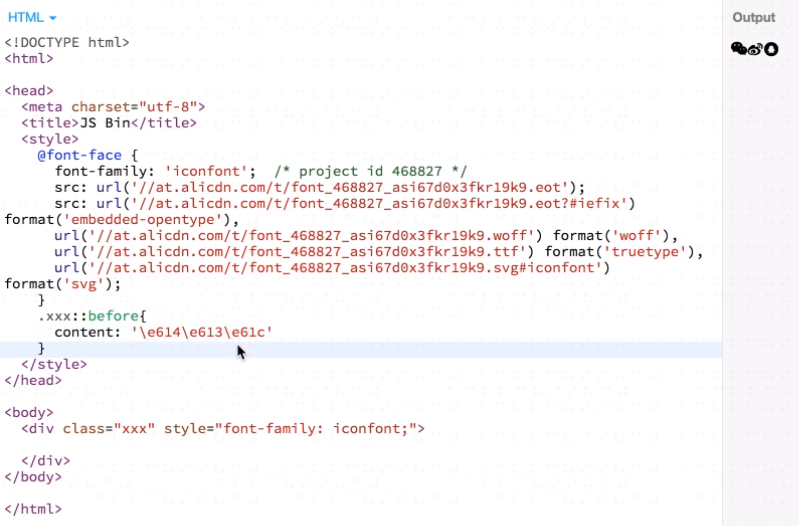 HTML
Output
<!DOCTYPE html>
<html>
<head>
<meta charset="utf-8">
<title>JS Bin</title>
<style>
@font-face {
font-family: 'iconfont';  /* project id 468827 */
src: url('//at.alicdn.com/t/font_468827_asi67d0x3fkr19k9.eot');
src: url('//at.alicdn.com/t/font_468827_asi67d0x3fkr19k9.eot?#iefix')
format('embedded-opentype'),
url('//at.alicdn.com/t/font_468827_asi67d0x3fkr19k9.woff') format('woff'),
url('//at.alicdn.com/t/font_468827_asi67d0x3fkr19k9.ttf') format('truetype'),
url('//at.alicdn.com/t/font_468827_asi67d0x3fkr19k9.svg#iconfont')
format('svg');
}
.xxx::before{
content: '\e614\e613\e61c'
}
</style>
</head>
<body>
<div class="xxx" style="font-family: iconfont;">
</div>
</body>
</html>